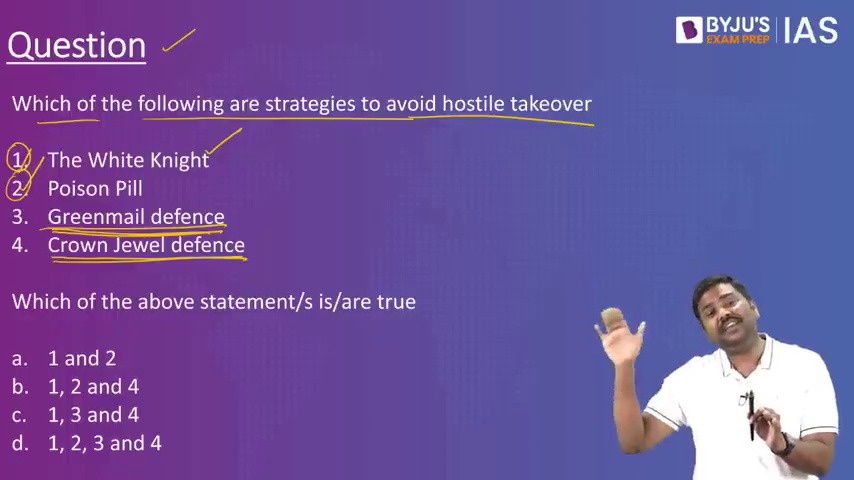 Question
BYJU'S
EXAM PREP
IAS
Which of the following are strategies to avoid hostile takeover
1. The White Knight
2. Poison Pill
3. Greenmail defence
4. Crown Jewel defence
Which of the above statement/s is/are true
a. 1 and 2
b. 1, 2 and 4
c. 1, 3 and 4
d. 1, 2, 3 and 4